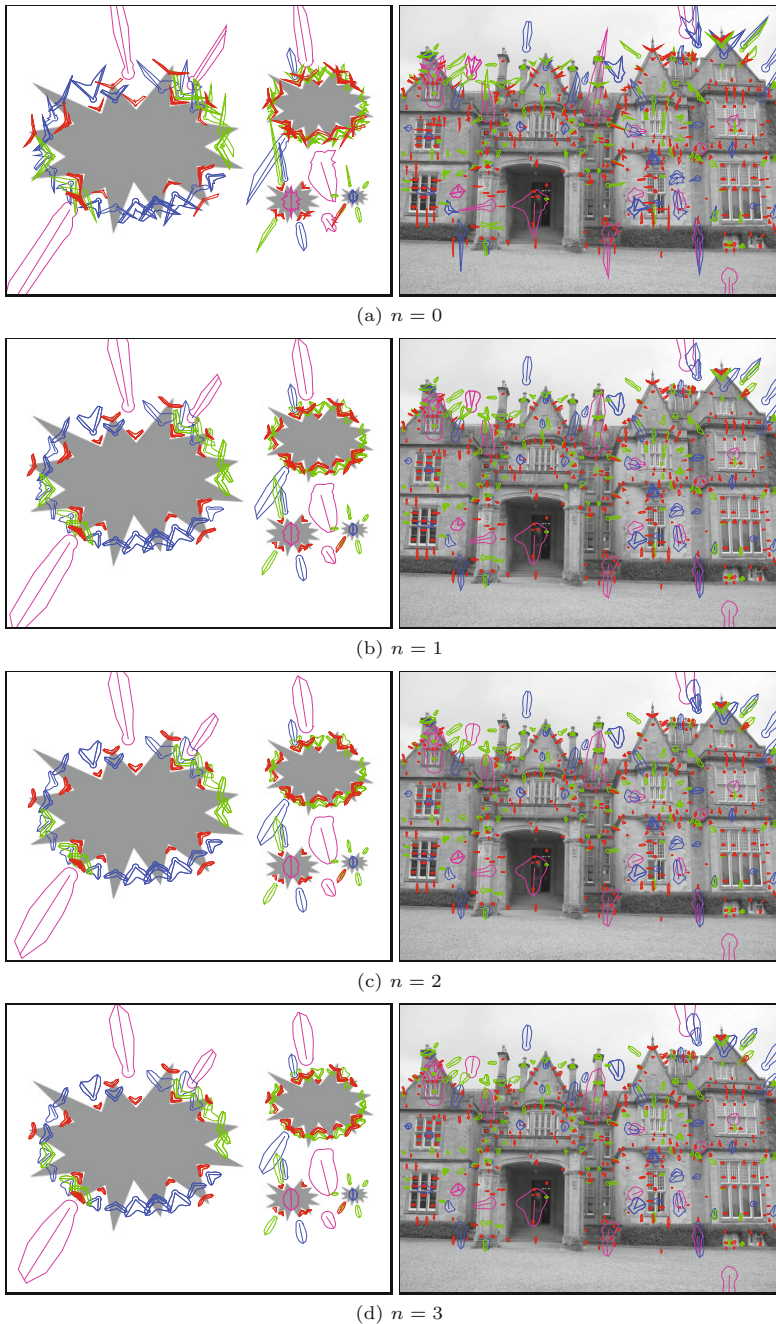 (a) n = 0
(b) n = 1
(c) n = 2
(d) n = 3